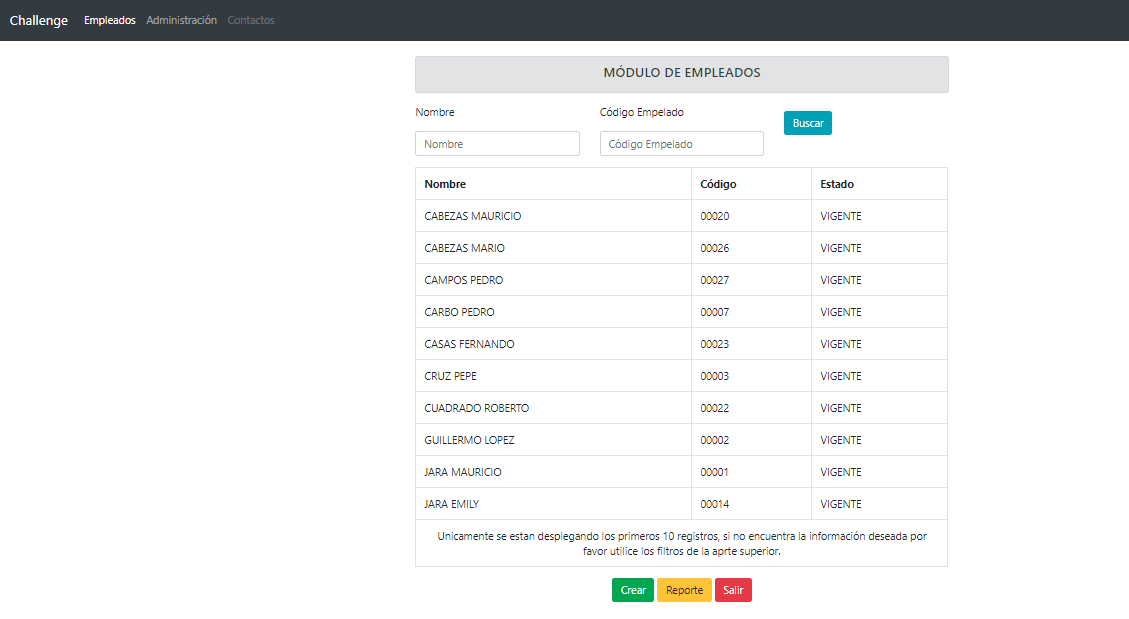 Challenge Empleados Administración Contactos
MÓDULO DE EMPLEADOS
Nombre Código Empelado
Buscar
Nombre Código Empelado
Nombre Código Estado
CABEZAS MAURICIO 00020 VIGENTE
CABEZAS MARIO 00026 VIGENTE
CAMPOS PEDRO 00027 VIGENTE
CARBO PEDRO 00007 VIGENTE
CASAS FERNANDO 00023 VIGENTE
CRUZ PEPE 00003 VIGENTE
CUADRADO ROBERTO 00022 VIGENTE
GUILLERMO LOPEZ 00002 VIGENTE
JARA MAURICIO 00001 VIGENTE
JARA EMILY 00014 VIGENTE
Unicamente se estan desplegando los primeros 10 registros, si no encuentra la información deseada por
favor utilice los filtros de la aprte superior.
Crear Reporte Salir